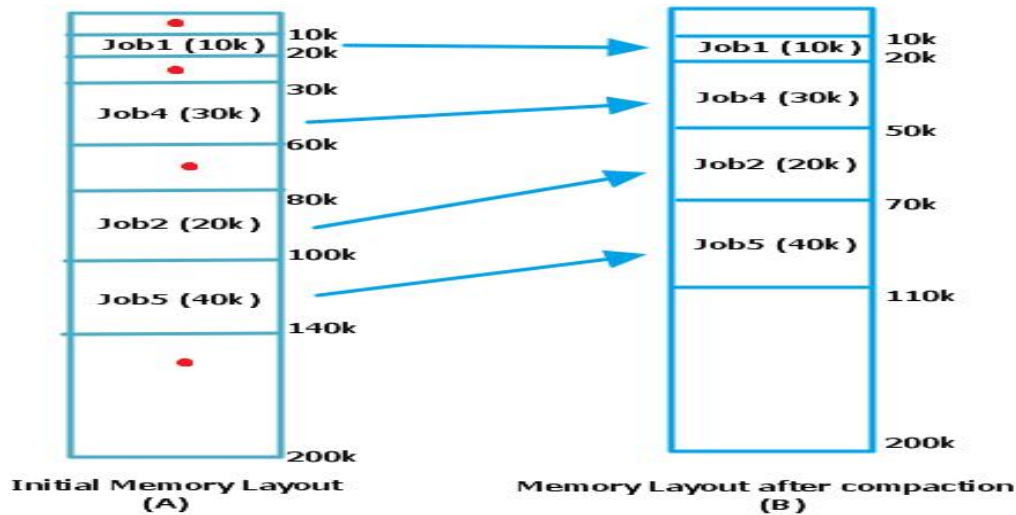 10k
Job1 (10k)
20k
30k
Job4 (30k)
60k
80k
Job2 (20k)
100k
Job5 (40k)
140k
200k
Initial Memory Layout
(A)
10k
Job1 (10k)
20k
Job4 (30k)
50k
Job2 (20k)
70k
Job5 (40k)
110k
200k
Memory Layout after compaction
(B)